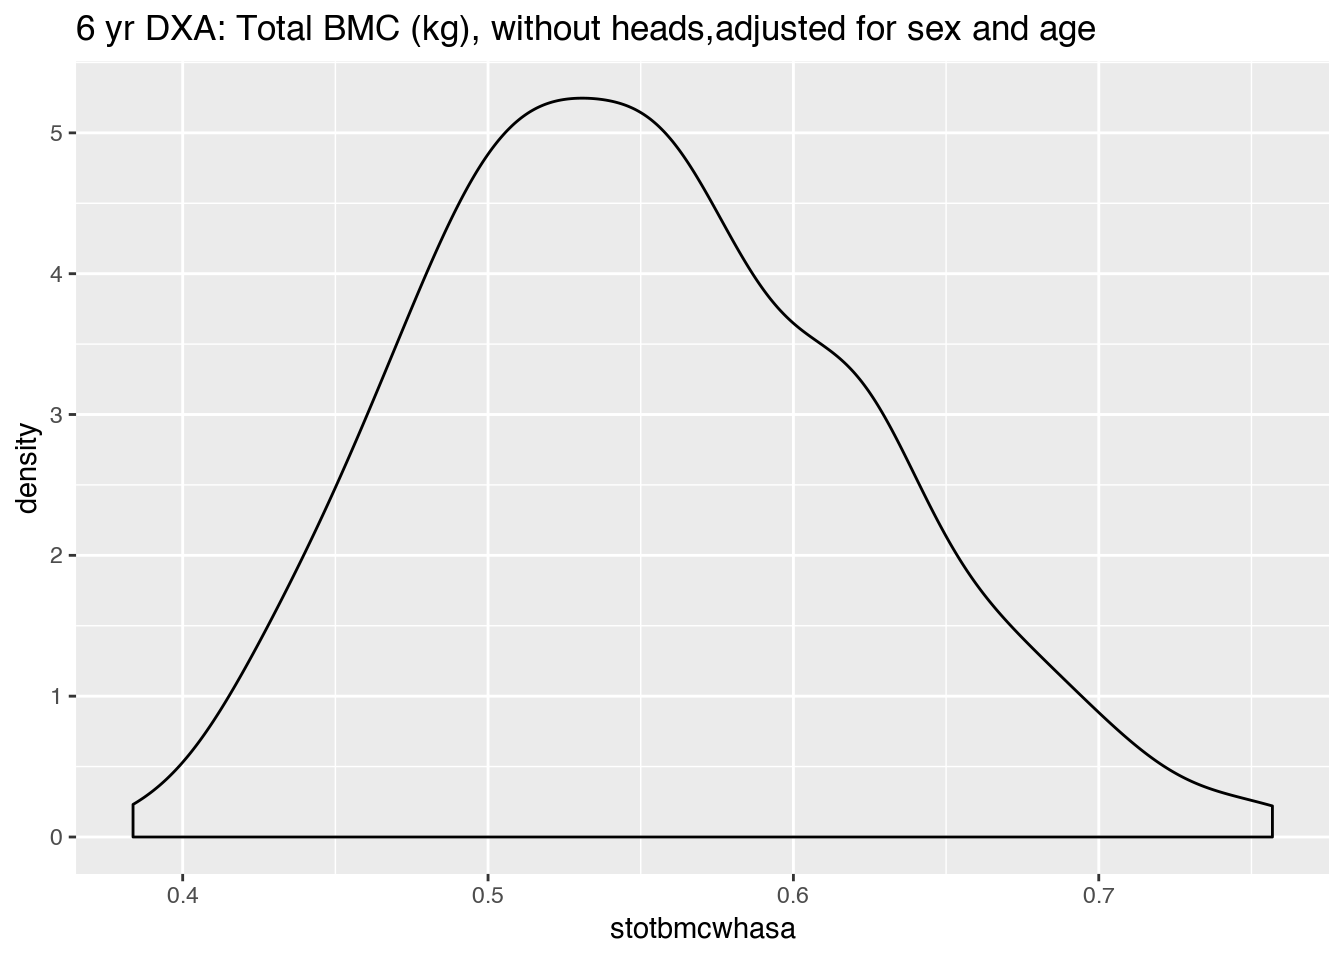 6 yr DXA: Total BMC (kg), without heads,adjusted for sex and age
5
4
3
2
1
0
density
0.4 0.5 0.6 0.7
stotbmcwhasa